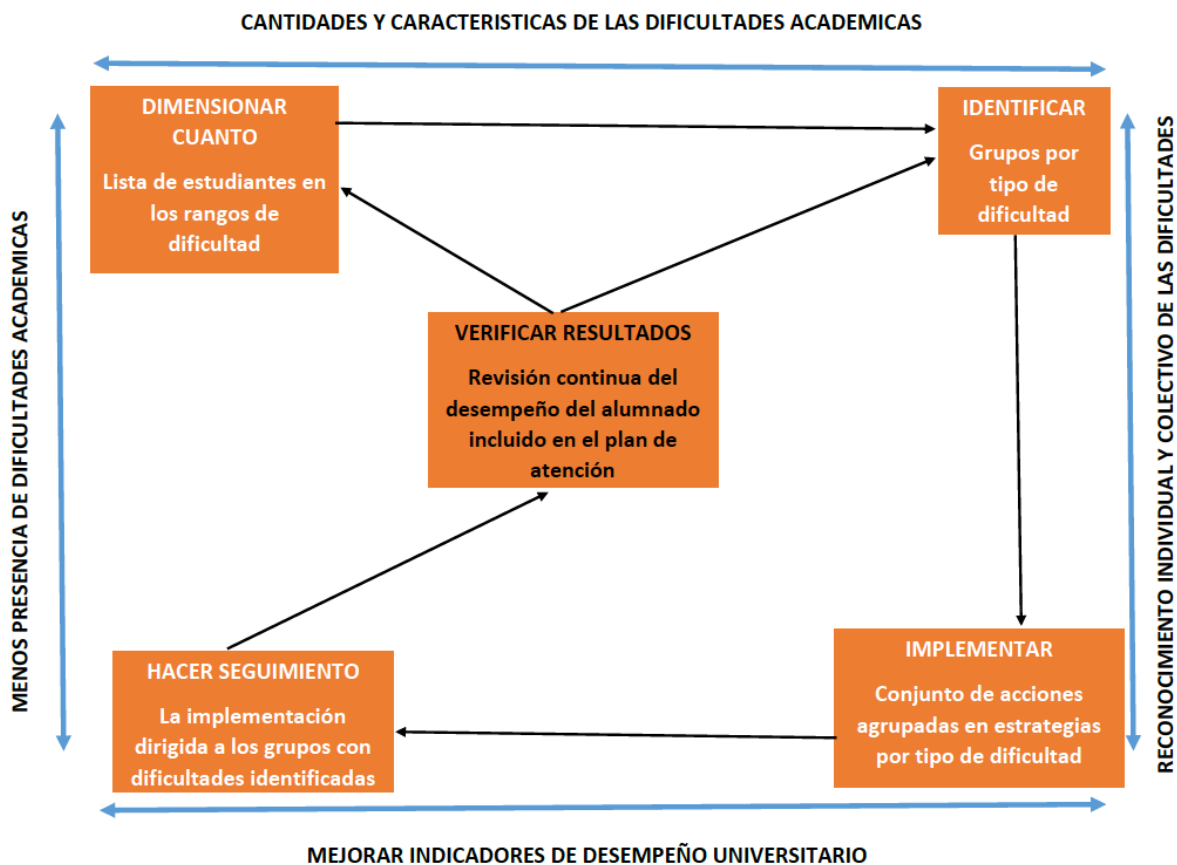 CANTIDADES Y CARACTERISTICAS DE LAS DIFICULTADES ACADEMICAS
DIMENSIONAR
CUANTO
Lista de estudiantes en
los rangos de
dificultad
IDENTIFICAR
Grupos por
tipo de
dificultad
MENOS PRESENCIA DE DIFICULTADES ACADEMICAS
RECONOCIMIENTO INDIVIDUAL Y COLECTIVO DE LAS DIFICULTADES
VERIFICAR RESULTADOS
Revisión continua del
desempeño del alumnado
incluido en el plan de
atención
HACER SEGUIMIENTO
La implementación
dirigida a los grupos con
dificultades identificadas
IMPLEMENTAR
Conjunto de acciones
agrupadas en estrategias
por tipo de dificultad
MEJORAR INDICADORES DE DESEMPEÑO UNIVERSITARIO